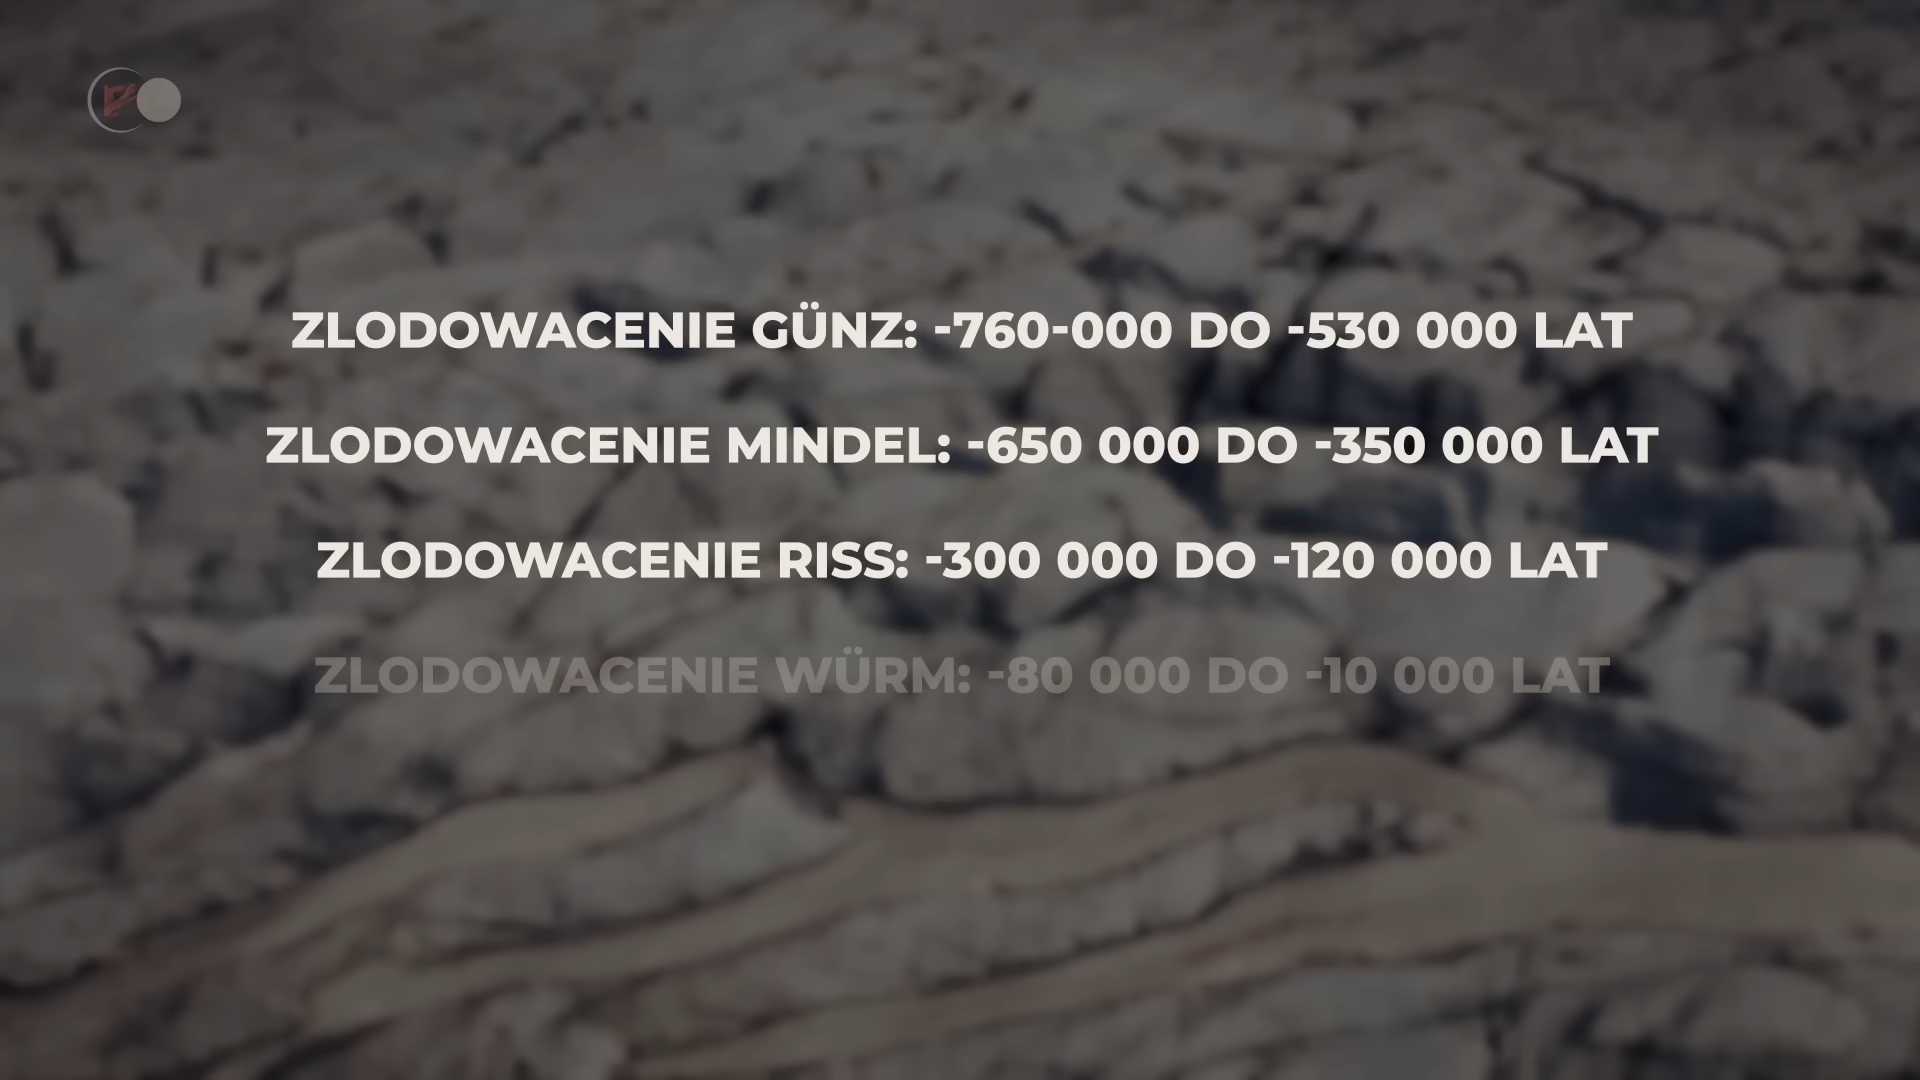 ZLODOWACENIE GÜNZ: -760-000 DO -530 000 LAT
ZLODOWACENIE MINDEL: -650 000 DO -350 000 LAT
ZLODOWACENIE RISS: -300 000 DO -120 000 LAT
ZLODOWACENIE WÜRM: -80 000 DO -10 000 LAT